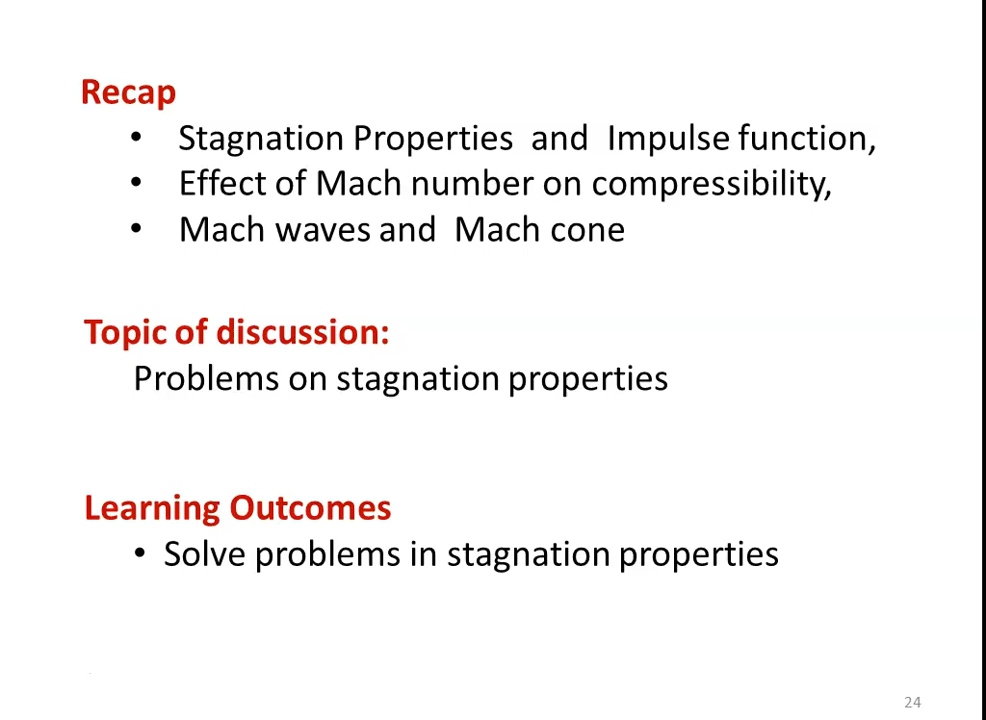 Recap
• Stagnation Properties and Impulse function,
• Effect of Mach number on compressibility,
• Mach waves and Mach cone
Topic of discussion:
Problems on stagnation properties
Learning Outcomes
• Solve problems in stagnation properties
24